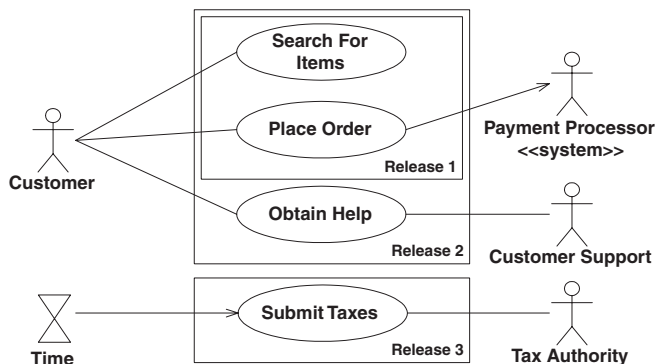 Search For
Items
Place Order
Release 1
Customer
Payment Processor
<<system>>
Obtain Help
Release 2
Customer Support
Submit Taxes
Release 3
Time
Tax Authority